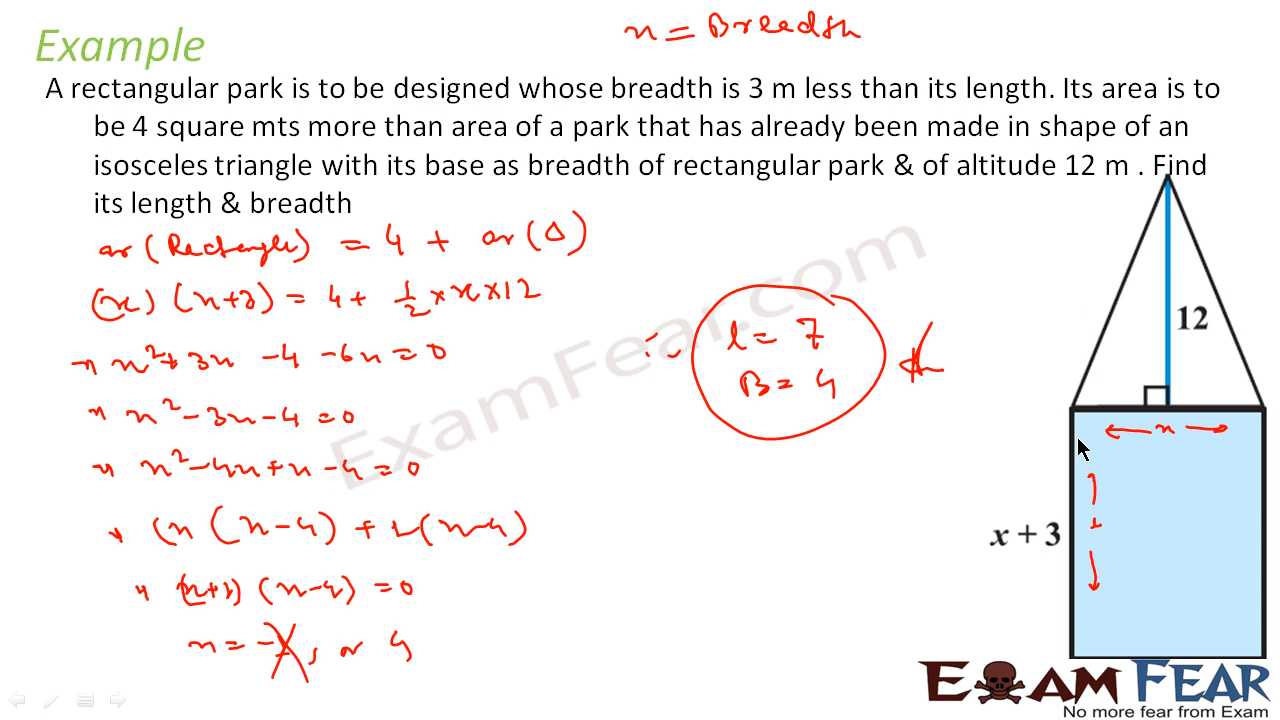 Example
x = Breadth
A rectangular park is to be designed whose breadth is 3 m less than its length. Its area is to
be 4 square mts more than area of a park that has already been made in shape of an
isosceles triangle with its base as breadth of rectangular park & of altitude 12 m . Find
its length & breadth
ar (Rectangle) = 4 + ar (Δ)
(x) (x+3) = 4 + 1/2 × x × 12
x² + 3x - 4 - 6x = 0
x² - 3x - 4 = 0
x² - 4x + x - 4 = 0
(x (x-4) + 1(x-4)
(x+1) (x-4) = 0
x = -1, or 4
∴ l = 7
B = 4
12
x
x + 3
ExamFear.com
EXAM FEAR
No more fear from Exam